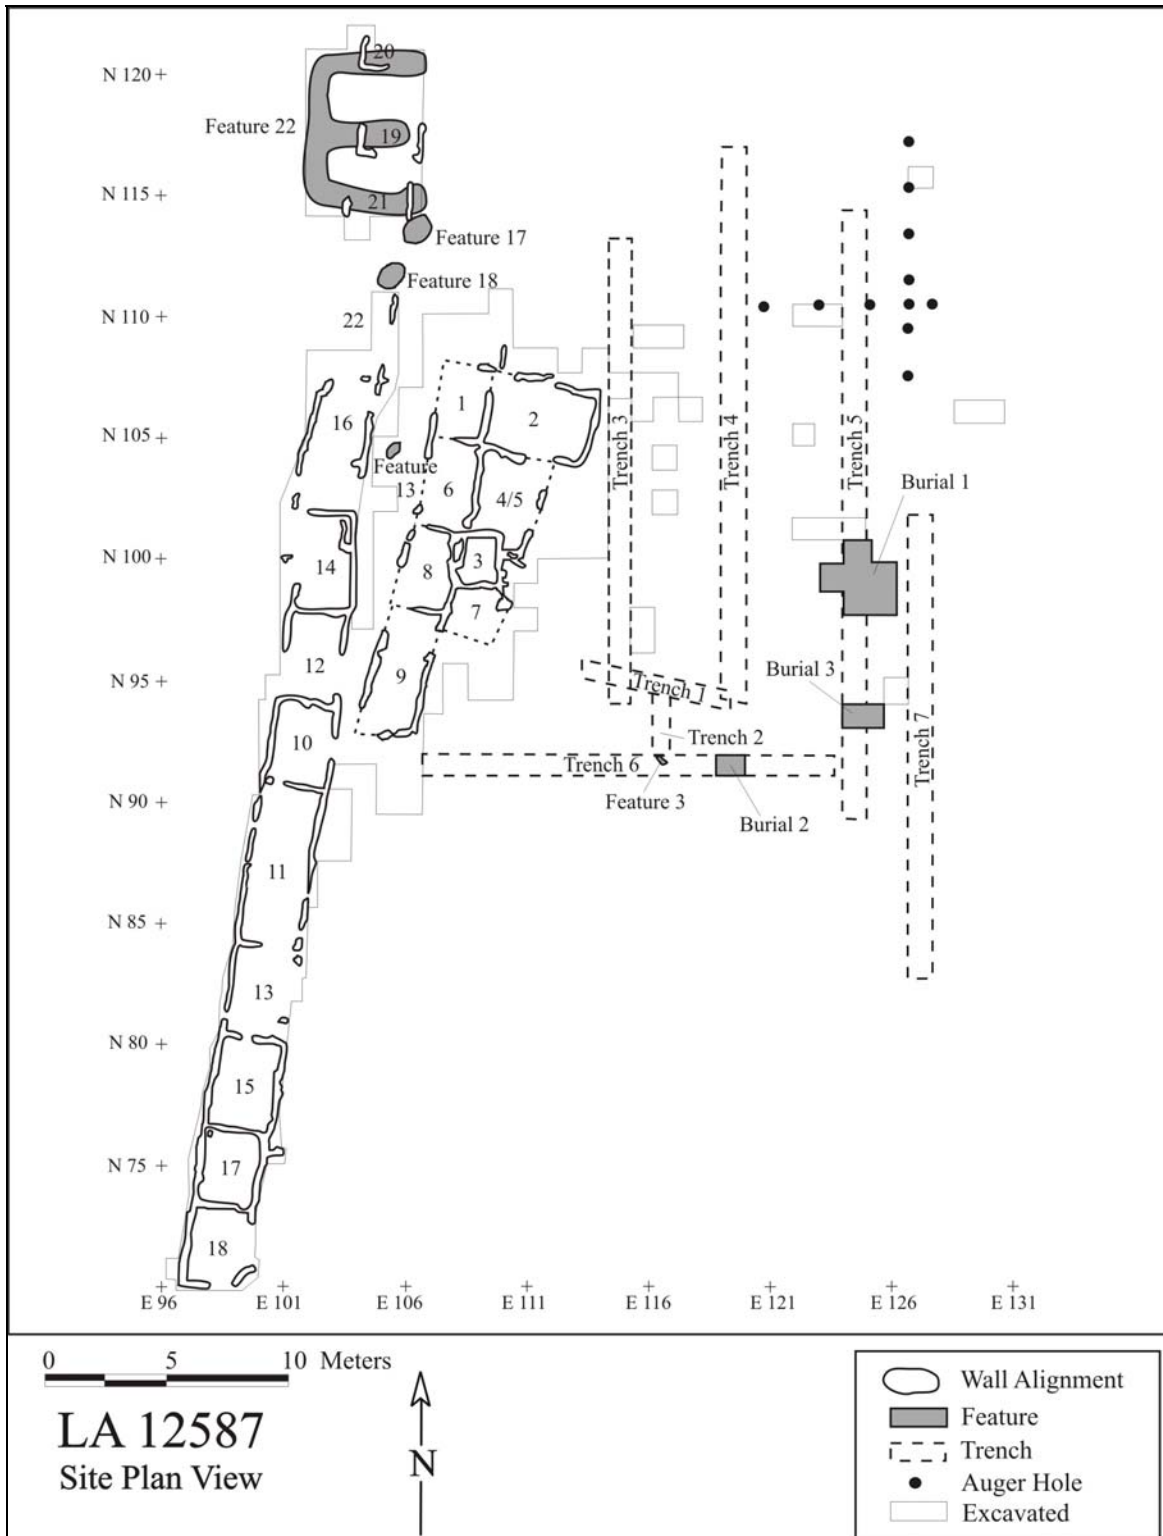 N 120
20
Feature 22
19
N 115
21
Feature 17
Feature 18
N 110
22
1
2
16
N 105
Feature
13
6
4/5
Trench 3
Trench 4
Trench 5
Burial 1
N 100
14
8
3
7
12
9
N 95
Trench
Burial 3
10
Trench 2
Trench 6
Trench 7
Feature 3
Burial 2
N 90
11
N 85
13
N 80
15
N 75
17
18
E 96
E 101
E 106
E 111
E 116
E 121
E 126
E 131
0 5 10 Meters
LA 12587
Site Plan View
N
Wall Alignment
Feature
Trench
Auger Hole
Excavated